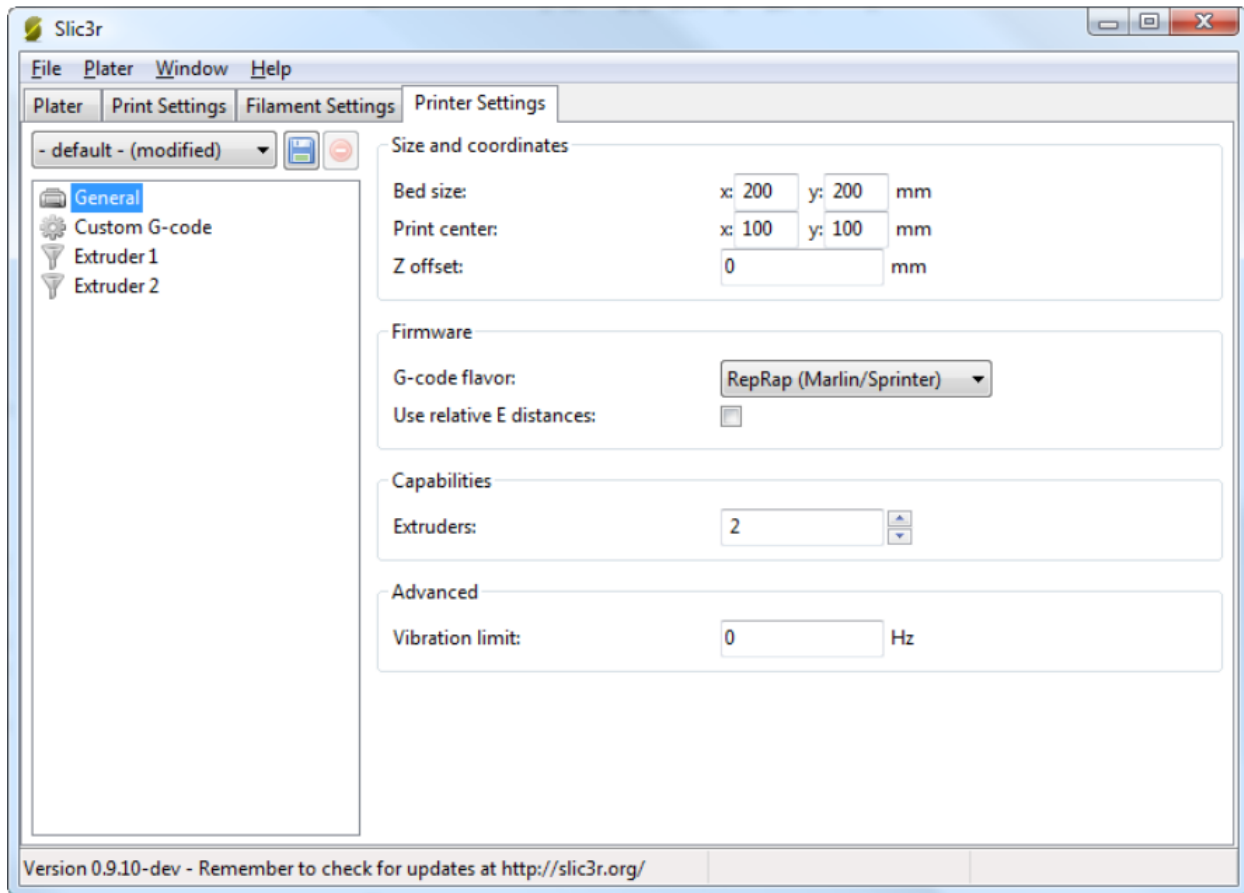 Slic3r
File Plater Window Help
Plater Print Settings Filament Settings Printer Settings
- default - (modified)
General
Custom G-code
Extruder 1
Extruder 2
Size and coordinates
Bed size: x: 200 y: 200 mm
Print center: x: 100 y: 100 mm
Z offset: 0 mm
Firmware
G-code flavor: RepRap (Marlin/Sprinter)
Use relative E distances:
Capabilities
Extruders: 2
Advanced
Vibration limit: 0 Hz
Version 0.9.10-dev - Remember to check for updates at http://slic3r.org/